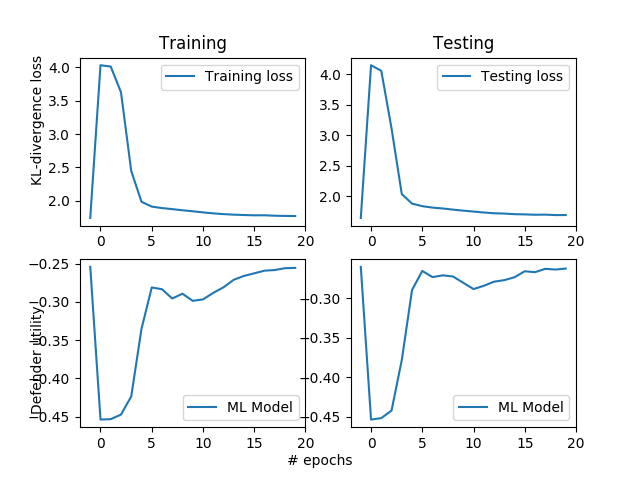 Training
Testing
KL-divergence loss
4.0
3.5
3.0
2.5
2.0
Training loss
0 5 10 15 20
4.0
3.5
3.0
2.5
2.0
Testing loss
0 5 10 15 20
|Defender utility|
−0.25
−0.30
−0.35
−0.40
−0.45
ML Model
0 5 10 15 20
−0.30
−0.35
−0.40
−0.45
ML Model
0 5 10 15 20
# epochs